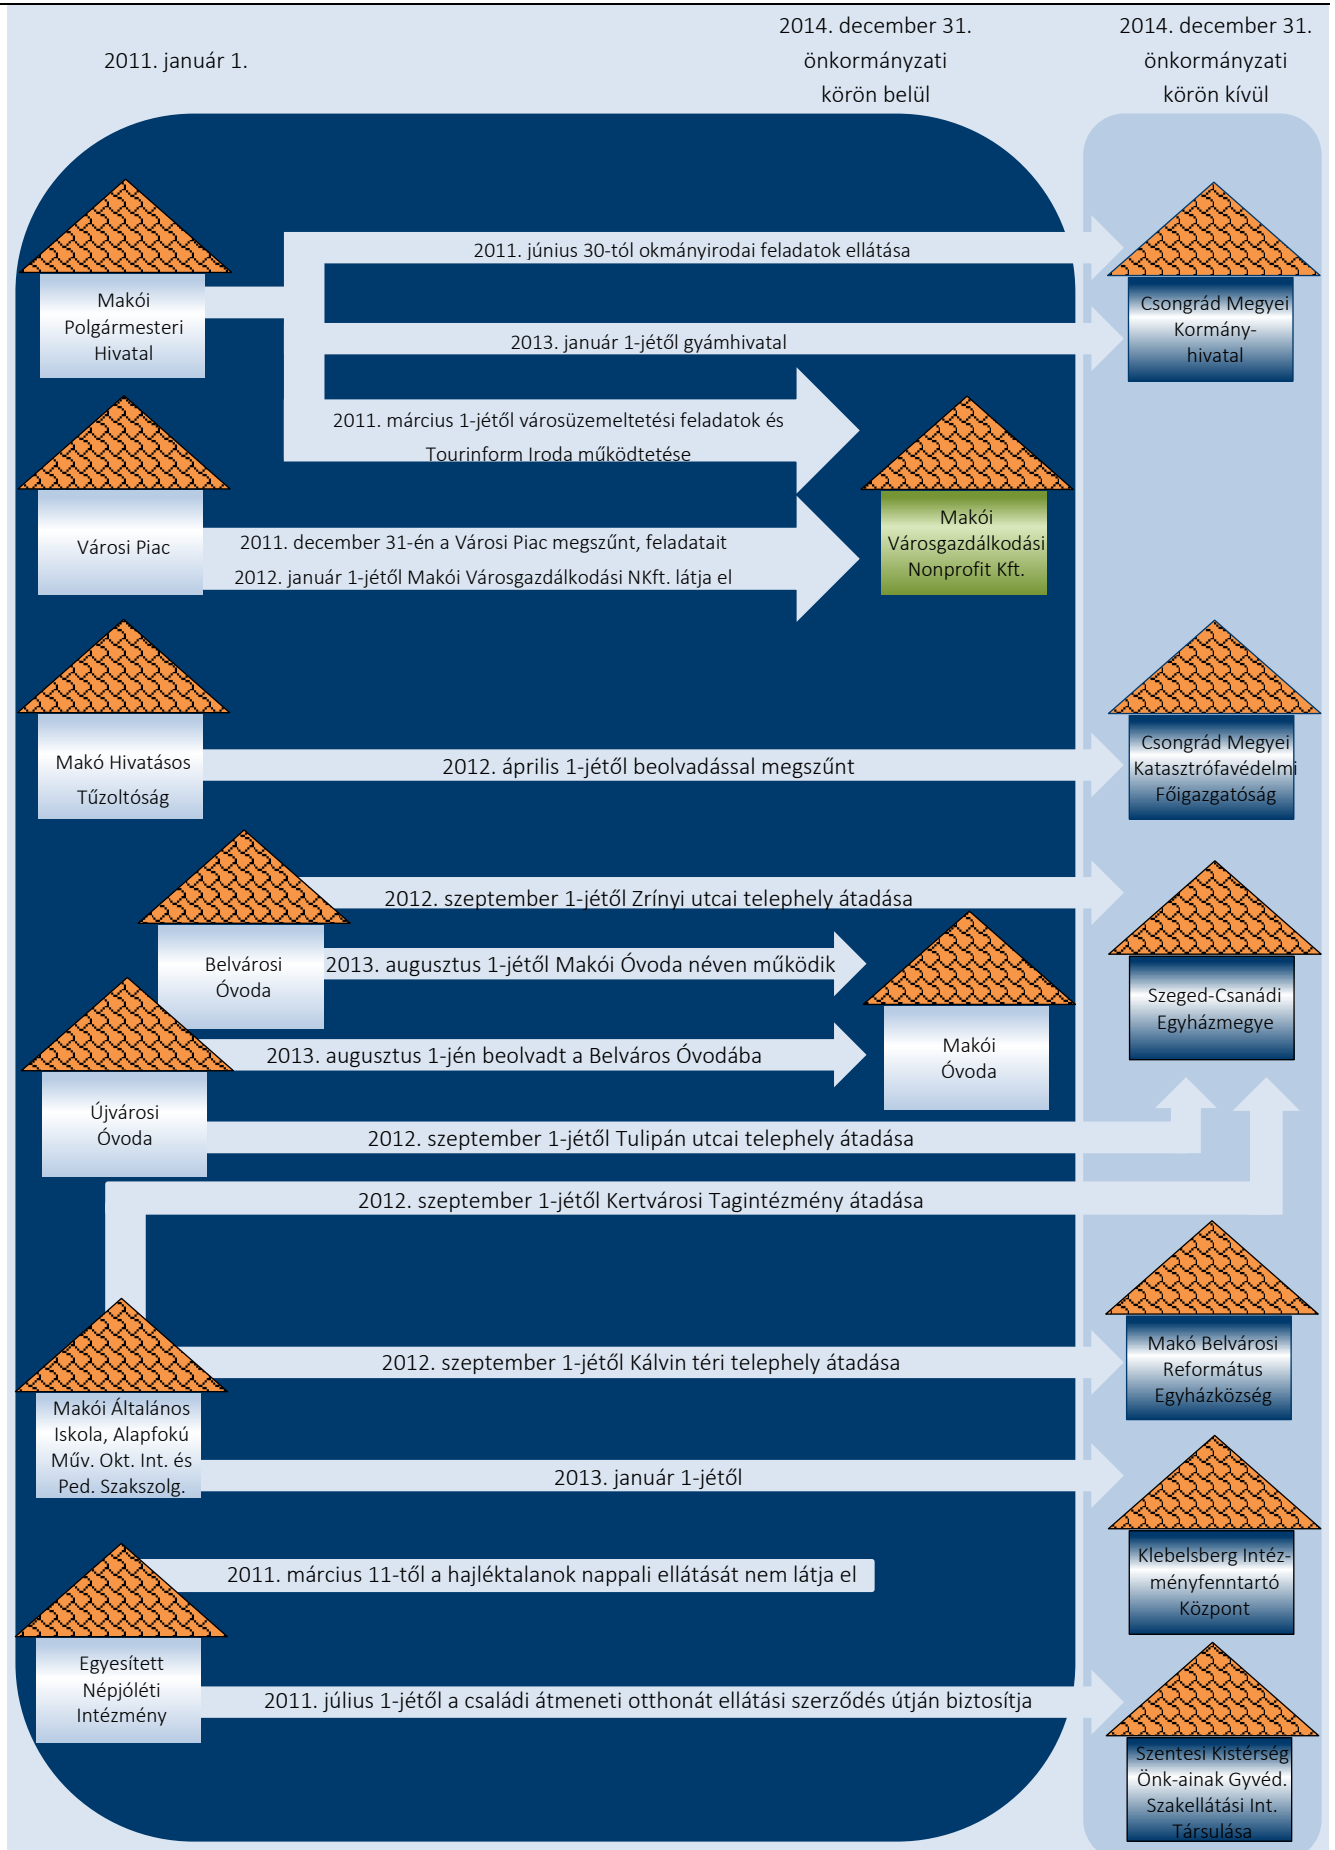 2011. január 1.
2014. december 31.
önkormányzati
körön belül
2014. december 31.
önkormányzati
körön kívül
Makói
Polgármesteri
Hivatal
2011. június 30-tól okmányirodai feladatok ellátása
2013. január 1-jétől gyámhivatal
Csongrád Megyei
Kormány-
hivatal
2011. március 1-jétől városüzemeltetési feladatok és
Tourinform Iroda működtetése
Városi Piac
2011. december 31-én a Városi Piac megszűnt, feladatait
2012. január 1-jétől Makói Városgazdálkodási NKft. látja el
Makói
Városgazdálkodási
Nonprofit Kft.
Makó Hivatásos
Tűzoltóság
2012. április 1-jétől beolvadással megszűnt
Csongrád Megyei
Katasztrófavédelmi
Főigazgatóság
2012. szeptember 1-jétől Zrínyi utcai telephely átadása
Belvárosi
Óvoda
2013. augusztus 1-jétől Makói Óvoda néven működik
Szeged-Csanádi
Egyházmegye
2013. augusztus 1-jén beolvadt a Belváros Óvodába
Makói
Óvoda
Újvárosi
Óvoda
2012. szeptember 1-jétől Tulipán utcai telephely átadása
2012. szeptember 1-jétől Kertvárosi Tagintézmény átadása
2012. szeptember 1-jétől Kálvin téri telephely átadása
Makó Belvárosi
Református
Egyházközség
Makói Általános
Iskola, Alapfokú
Műv. Okt. Int. és
Ped. Szakszolg.
2013. január 1-jétől
Klebelsberg Intéz-
ményfenntartó
Központ
2011. március 11-től a hajléktalanok nappali ellátását nem látja el
Egyesített
Népjóléti
Intézmény
2011. július 1-jétől a családi átmeneti otthonát ellátási szerződés útján biztosítja
Szentesi Kistérség
Önk-ainak Gyvéd.
Szakellátási Int.
Társulása